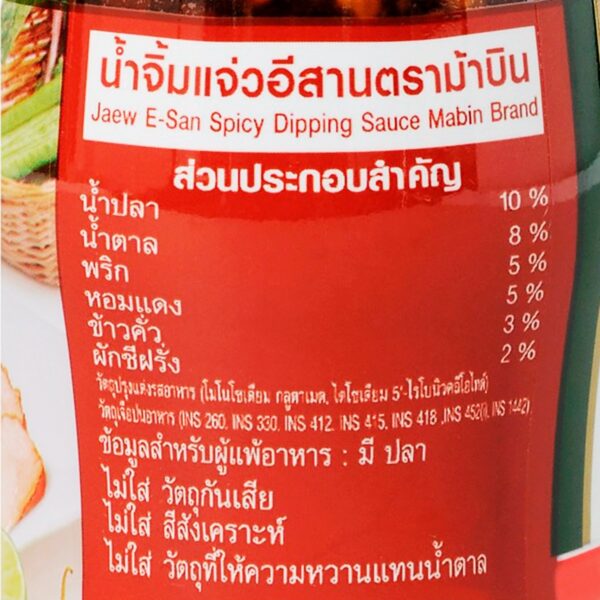 น้ำจิ้มแจ่วอีสานตราม้าบิน
Jaew E-San Spicy Dipping Sauce Mabin Brand
ส่วนประกอบสำคัญ
น้ำปลา 10 %
น้ำตาล 8 %
พริก 5 %
หอมแดง 5 %
ข้าวคั่ว 3 %
ผักชีฝรั่ง 2 %
วัตถุปรุงแต่งรสอาหาร (โมโนโซเดียม กลูตาเมต, ไดโซเดียม 5'-ไรโบนิวคลีโอไทด์)
วัตถุเจือปนอาหาร (INS 260, INS 330, INS 412, INS 415, INS 418 ,INS 452(i), INS 1442)
ข้อมูลสำหรับผู้แพ้อาหาร : มี ปลา
ไม่ใส่ วัตถุกันเสีย
ไม่ใส่ สีสังเคราะห์
ไม่ใส่ วัตถุที่ให้ความหวานแทนน้ำตาล